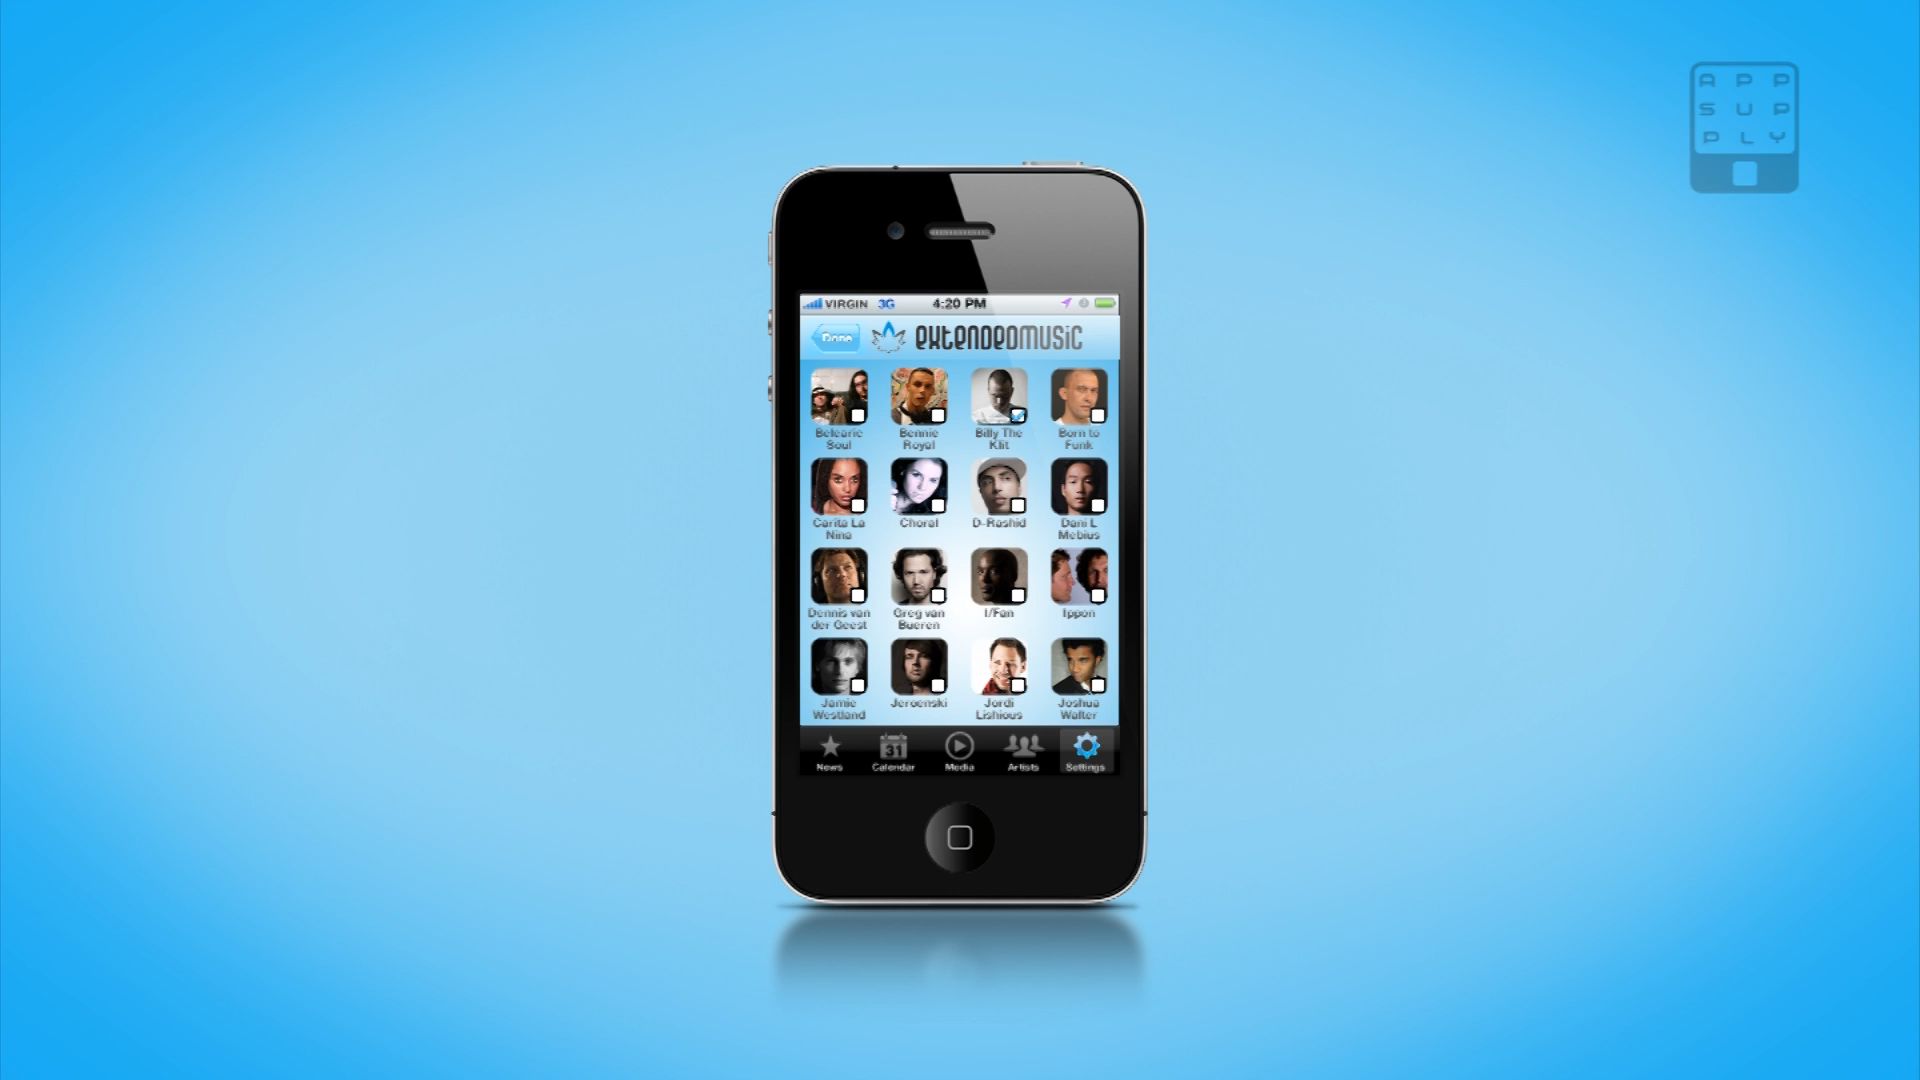 APP
SUP
PLY
VIRGIN 3G 4:20 PM
Done extendedmusic
Belearic Soul
Bennie Royal
Billy The Klit
Born to Funk
Carita La Nina
Choral
D-Rashid
Dani L Mebius
Dennis van der Geest
Greg van Bueren
I/Fan
Ippon
Jamie Westland
Jeroenski
Jordi Lishious
Joshua Walter
31
News Calendar Media Artists Settings